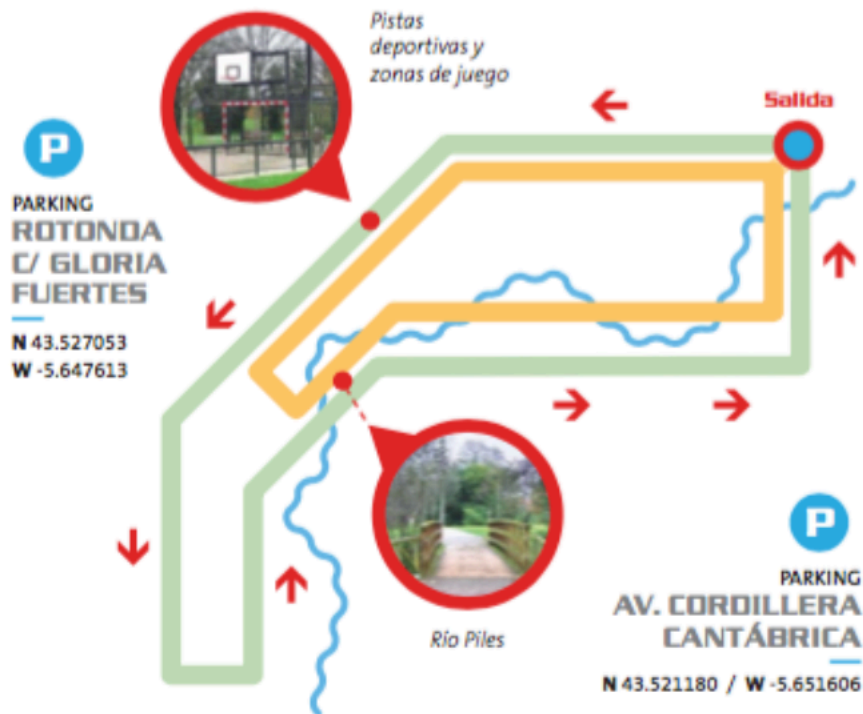 Pistas
deportivas y
zonas de juego
Salida
P
PARKING
ROTONDA
C/ GLORIA
FUERTES
N 43.527053
W -5.647613
Río Piles
P
PARKING
AV. CORDILLERA
CANTÁBRICA
N 43.521180 / W -5.651606